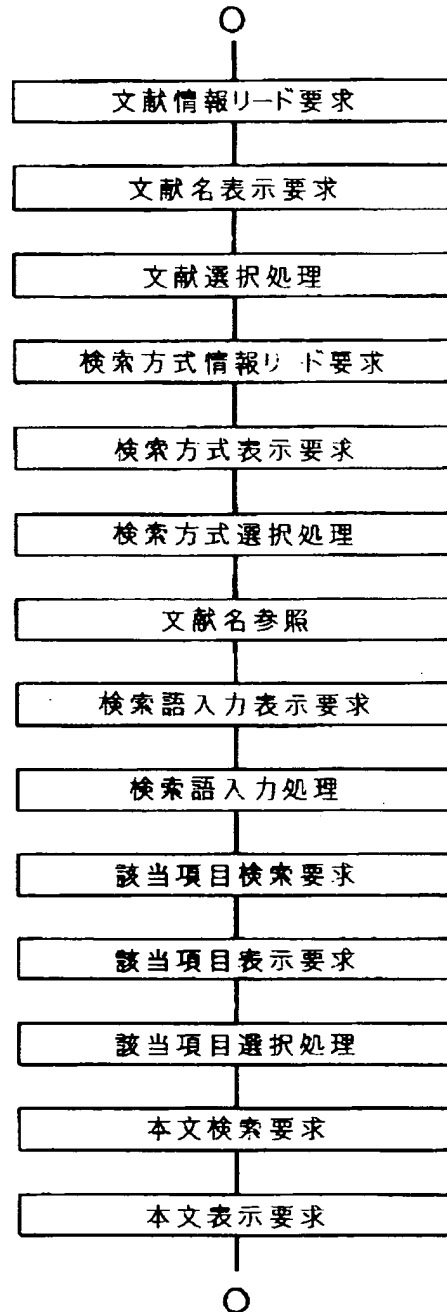 文献情報リード要求
文献名表示要求
文献選択処理
検索方式情報リード要求
検索方式表示要求
検索方式選択処理
文献名参照
検索語入力表示要求
検索語入力処理
該当項目検索要求
該当項目表示要求
該当項目選択処理
本文検索要求
本文表示要求